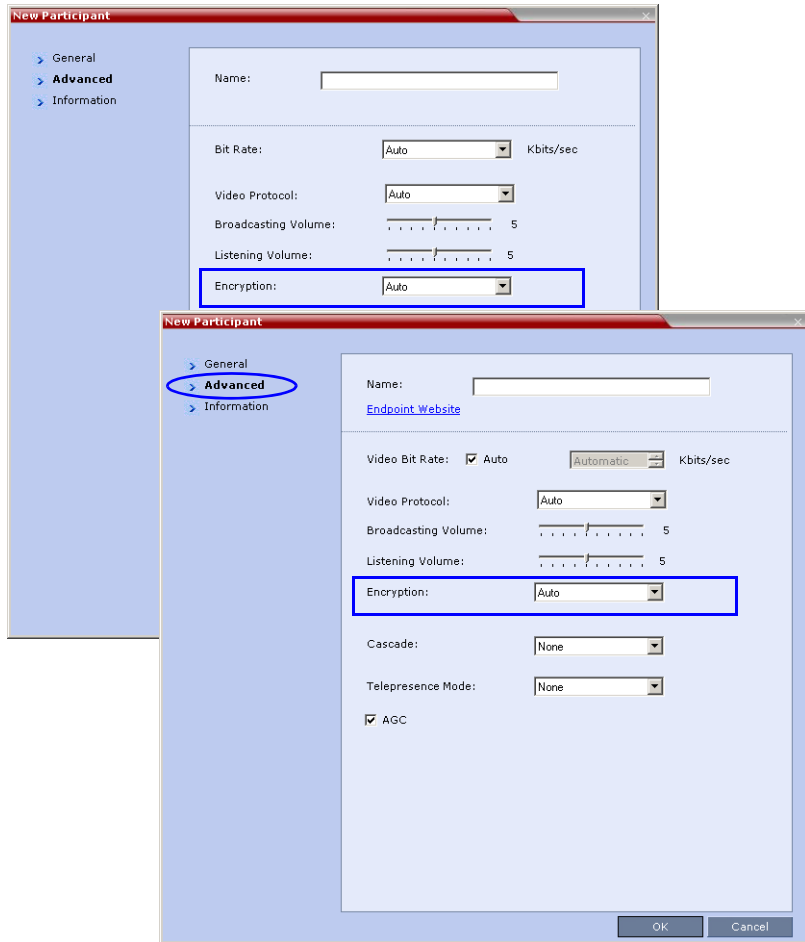 New Participant
General
Advanced
Information
Name:
Bit Rate: Auto Kbits/sec
Video Protocol: Auto
Broadcasting Volume: 5
Listening Volume: 5
Encryption: Auto
New Participant
General
Advanced
Information
Name:
Endpoint Website
Video Bit Rate: Auto Automatic Kbits/sec
Video Protocol: Auto
Broadcasting Volume: 5
Listening Volume: 5
Encryption: Auto
Cascade: None
Telepresence Mode: None
AGC
OK Cancel